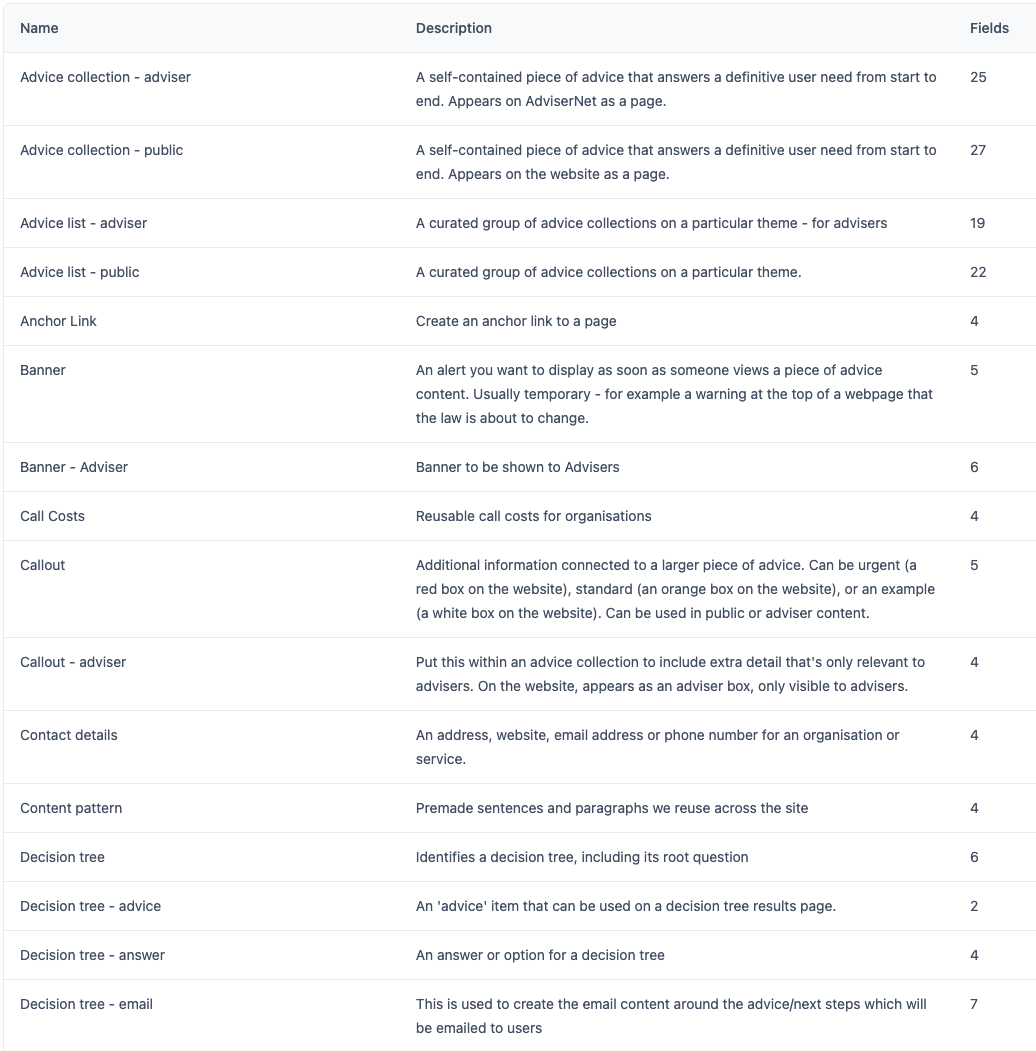 Name Description Fields
Advice collection - adviser A self-contained piece of advice that answers a definitive user need from start to 25
end. Appears on AdviserNet as a page.
Advice collection - public A self-contained piece of advice that answers a definitive user need from start to 27
end. Appears on the website as a page.
Advice list - adviser A curated group of advice collections on a particular theme - for advisers 19
Advice list - public A curated group of advice collections on a particular theme. 22
Anchor Link Create an anchor link to a page 4
Banner An alert you want to display as soon as someone views a piece of advice 5
content. Usually temporary - for example a warning at the top of a webpage that
the law is about to change.
Banner - Adviser Banner to be shown to Advisers 6
Call Costs Reusable call costs for organisations 4
Callout Additional information connected to a larger piece of advice. Can be urgent (a 5
red box on the website), standard (an orange box on the website), or an example
(a white box on the website). Can be used in public or adviser content.
Callout - adviser Put this within an advice collection to include extra detail that's only relevant to 4
advisers. On the website, appears as an adviser box, only visible to advisers.
Contact details An address, website, email address or phone number for an organisation or 4
service.
Content pattern Premade sentences and paragraphs we reuse across the site 4
Decision tree Identifies a decision tree, including its root question 6
Decision tree - advice An 'advice' item that can be used on a decision tree results page. 2
Decision tree - answer An answer or option for a decision tree 4
Decision tree - email This is used to create the email content around the advice/next steps which will 7
be emailed to users